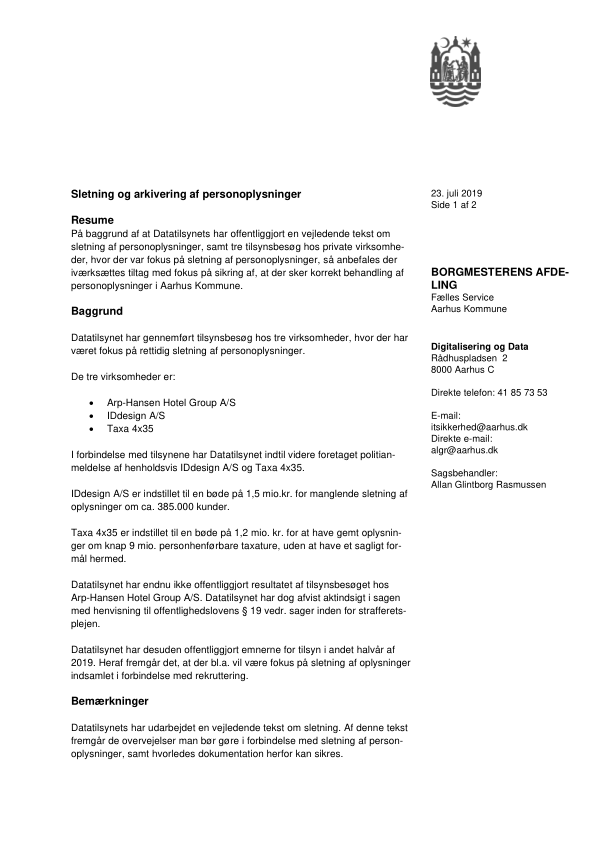 Sletning og arkivering af personoplysninger
Resume
På baggrund af at Datatilsynets har offentliggjort en vejledende tekst om
sletning af personoplysninger, samt tre tilsynsbesøg hos private virksomhe-
der, hvor der var fokus på sletning af personoplysninger, så anbefales der
iværksættes tiltag med fokus på sikring af, at der sker korrekt behandling af
personoplysninger i Aarhus Kommune.
Baggrund
Datatilsynet har gennemført tilsynsbesøg hos tre virksomheder, hvor der har
været fokus på rettidig sletning af personoplysninger.
De tre virksomheder er:
• Arp-Hansen Hotel Group A/S
• IDdesign A/S
• Taxa 4x35
I forbindelse med tilsynene har Datatilsynet indtil videre foretaget politian-
meldelse af henholdsvis IDdesign A/S og Taxa 4x35.
IDdesign A/S er indstillet til en bøde på 1,5 mio.kr. for manglende sletning af
oplysninger om ca. 385.000 kunder.
Taxa 4x35 er indstillet til en bøde på 1,2 mio. kr. for at have gemt oplysnin-
ger om knap 9 mio. personhenførbare taxature, uden at have et sagligt for-
mål hermed.
Datatilsynet har endnu ikke offentliggjort resultatet af tilsynsbesøget hos
Arp-Hansen Hotel Group A/S. Datatilsynet har dog afvist aktindsigt i sagen
med henvisning til offentlighedslovens § 19 vedr. sager inden for strafferets-
plejen.
Datatilsynet har desuden offentliggjort emnerne for tilsyn i andet halvår af
2019. Heraf fremgår det, at der bl.a. vil være fokus på sletning af oplysninger
indsamlet i forbindelse med rekruttering.
Bemærkninger
Datatilsynets har udarbejdet en vejledende tekst om sletning. Af denne tekst
fremgår de overvejelser man bør gøre i forbindelse med sletning af person-
oplysninger, samt hvorledes dokumentation herfor kan sikres.
23. juli 2019
Side 1 af 2
BORGMESTERENS AFDE-
LING
Fælles Service
Aarhus Kommune
Digitalisering og Data
Rådhuspladsen 2
8000 Aarhus C
Direkte telefon: 41 85 73 53
E-mail:
itsikkerhed@aarhus.dk
Direkte e-mail:
algr@aarhus.dk
Sagsbehandler:
Allan Glintborg Rasmussen